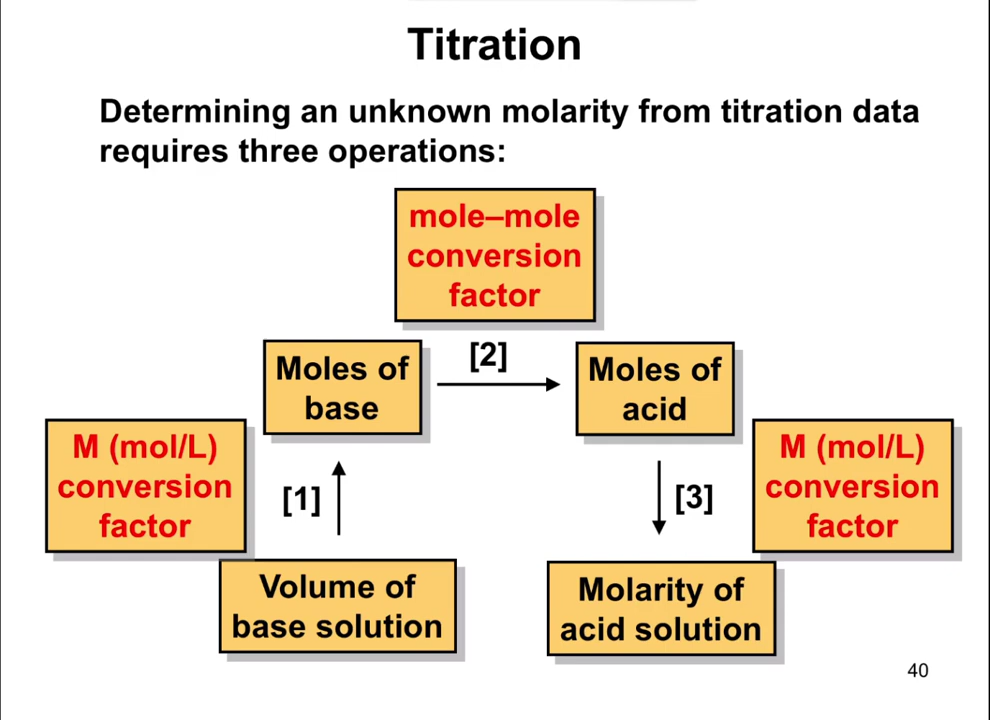 Titration
Determining an unknown molarity from titration data
requires three operations:
mole–mole
conversion
factor
Moles of
base
[2]
Moles of
acid
M (mol/L)
conversion
factor
[1]
[3]
M (mol/L)
conversion
factor
Volume of
base solution
Molarity of
acid solution
40